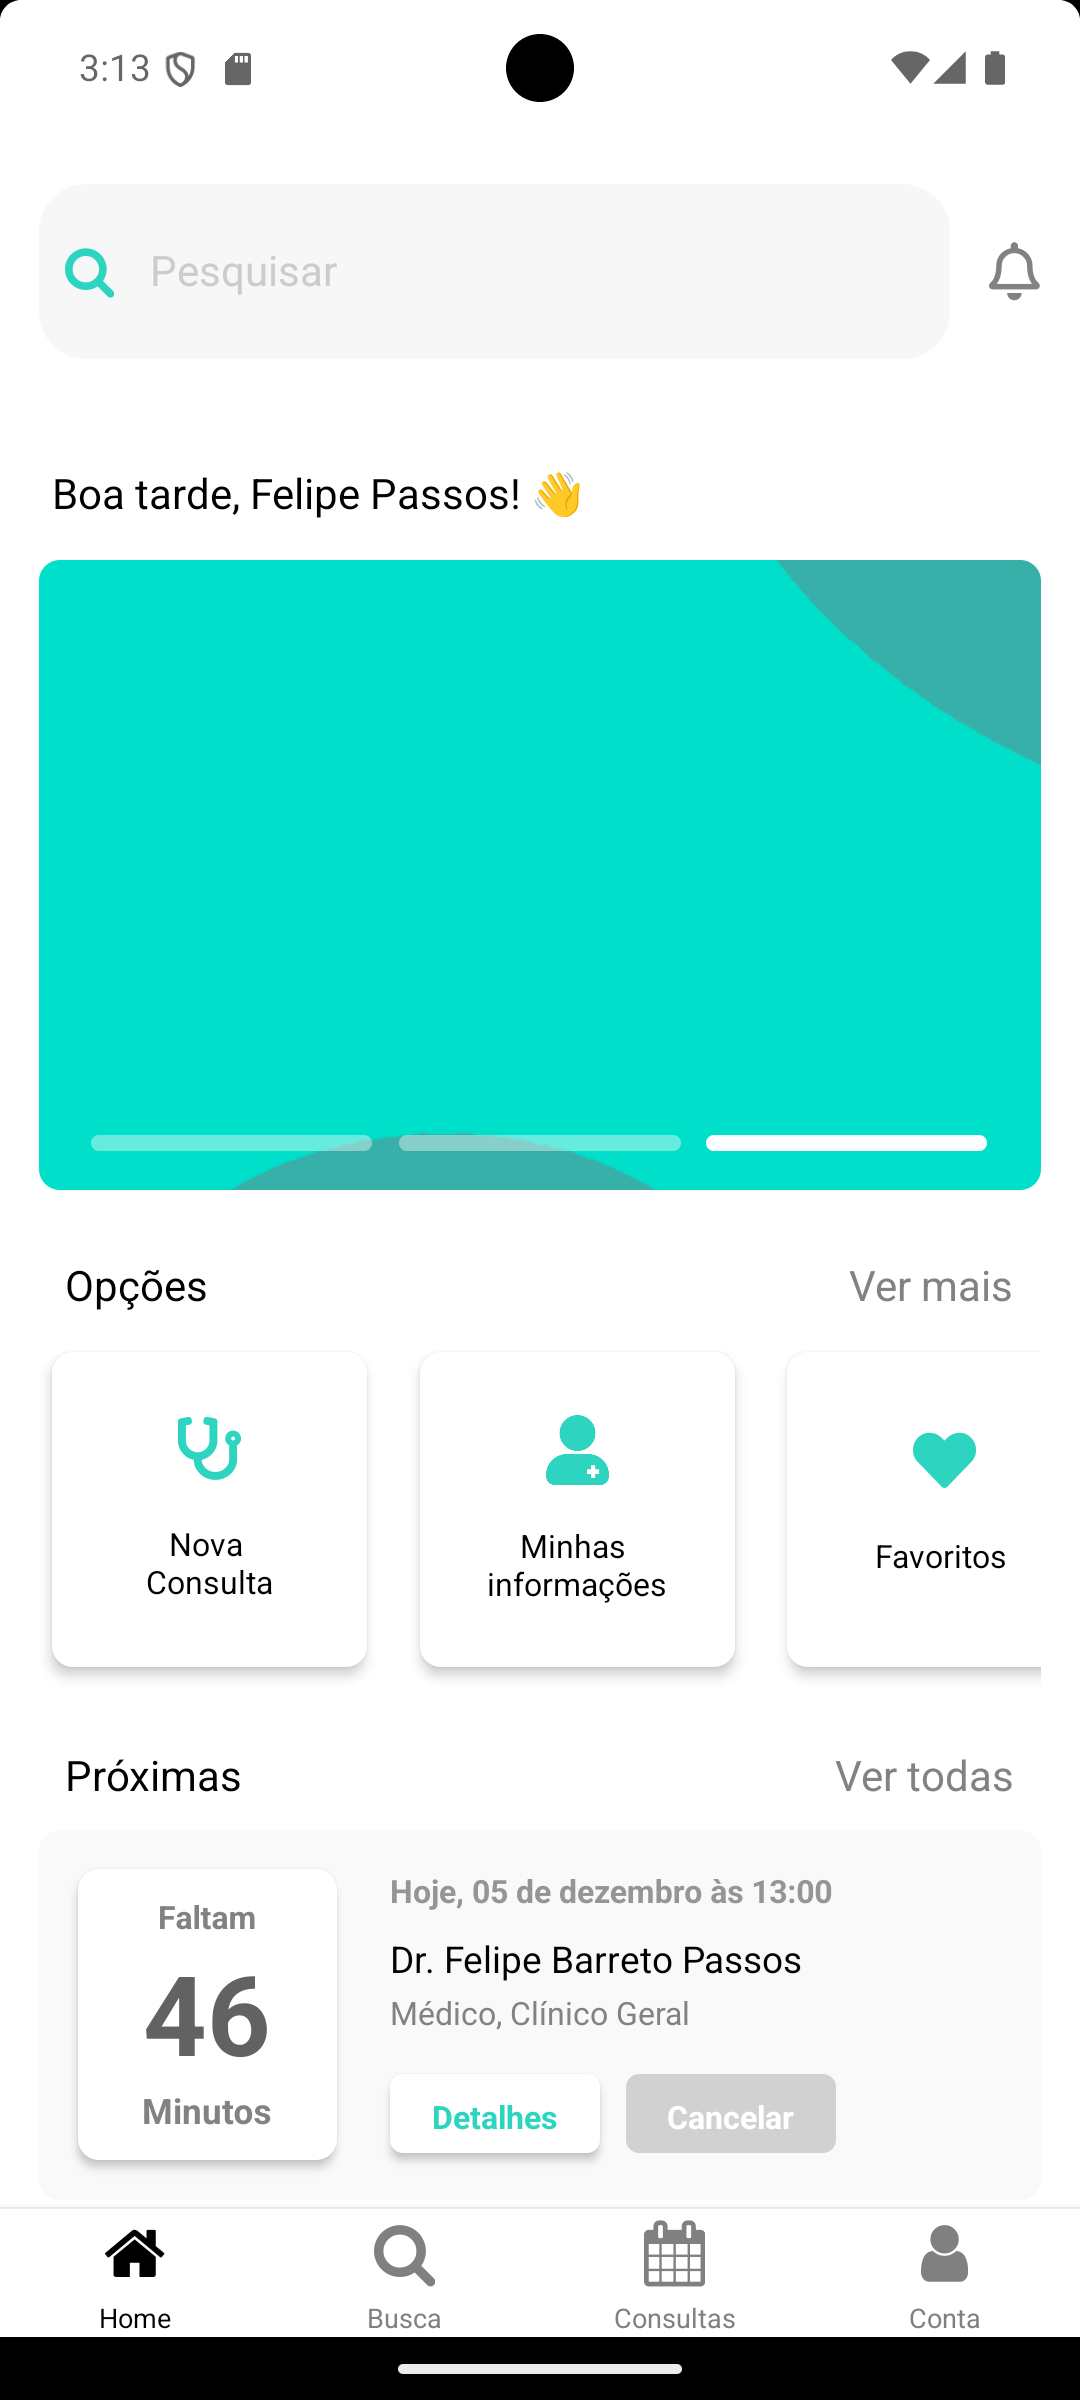 3:13
Pesquisar
Boa tarde, Felipe Passos! 👋
Opções
Ver mais
Nova
Consulta
Minhas
informações
Favoritos
Próximas
Ver todas
Faltam
46
Minutos
Hoje, 05 de dezembro às 13:00
Dr. Felipe Barreto Passos
Médico, Clínico Geral
Detalhes
Cancelar
Home
Busca
Consultas
Conta